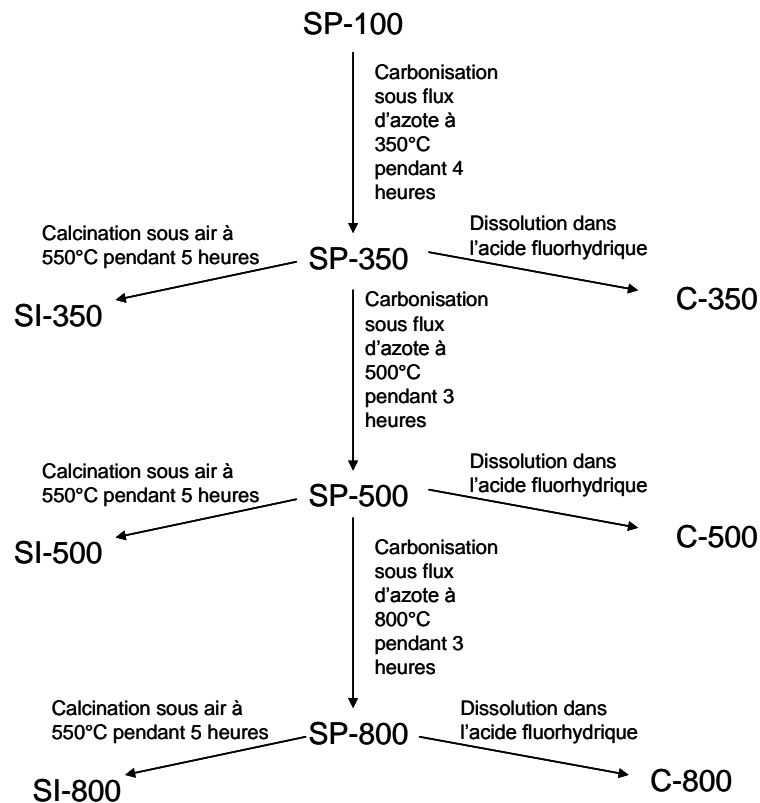 SP-100
Carbonisation
sous flux
d'azote à
350°C
pendant 4
heures
Calcination sous air à
550°C pendant 5 heures
SP-350
Dissolution dans
l'acide fluorhydrique
SI-350
C-350
Carbonisation
sous flux
d'azote à
500°C
pendant 3
heures
Calcination sous air à
550°C pendant 5 heures
SP-500
Dissolution dans
l'acide fluorhydrique
SI-500
C-500
Carbonisation
sous flux
d'azote à
800°C
pendant 3
heures
Calcination sous air à
550°C pendant 5 heures
SP-800
Dissolution dans
l'acide fluorhydrique
SI-800
C-800